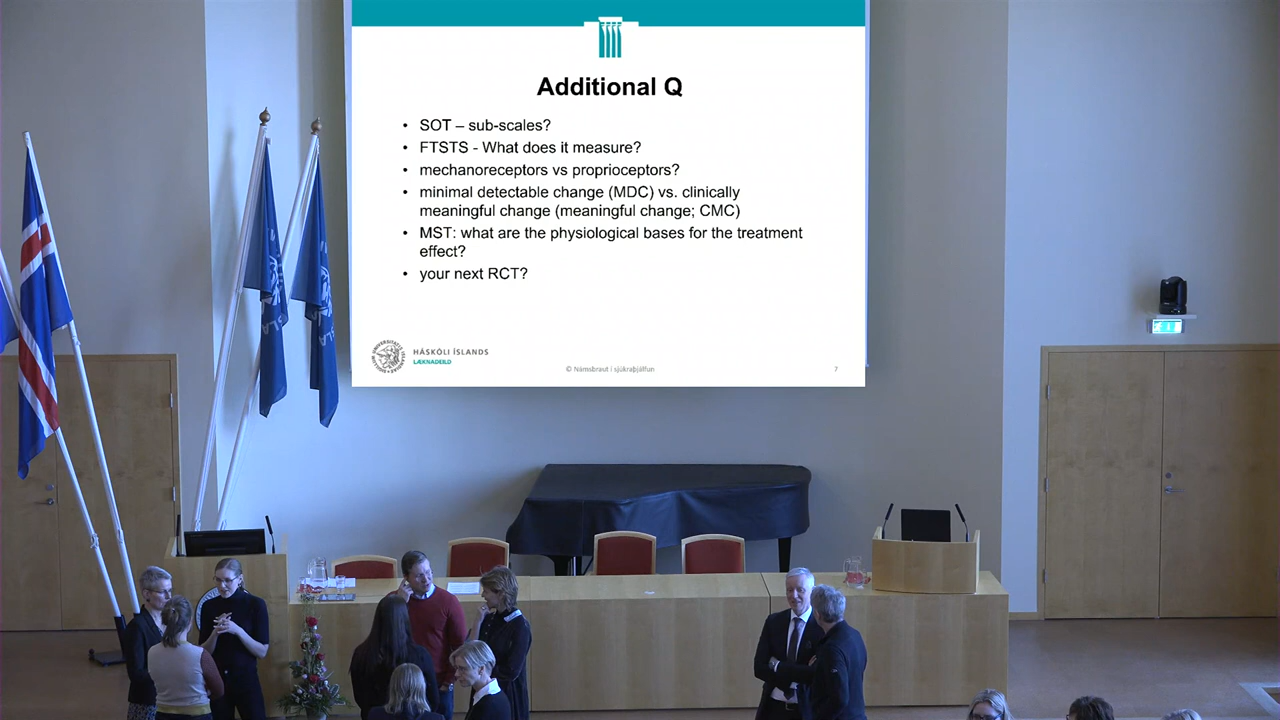 Additional Q
• SOT – sub-scales?
• FTSTS - What does it measure?
• mechanoreceptors vs proprioceptors?
• minimal detectable change (MDC) vs. clinically
meaningful change (meaningful change; CMC)
• MST: what are the physiological bases for the treatment
effect?
• your next RCT?
HÁSKÓLI ÍSLANDS
LÆKNADEILD
© Námsbraut í sjúkraþjálfun
7